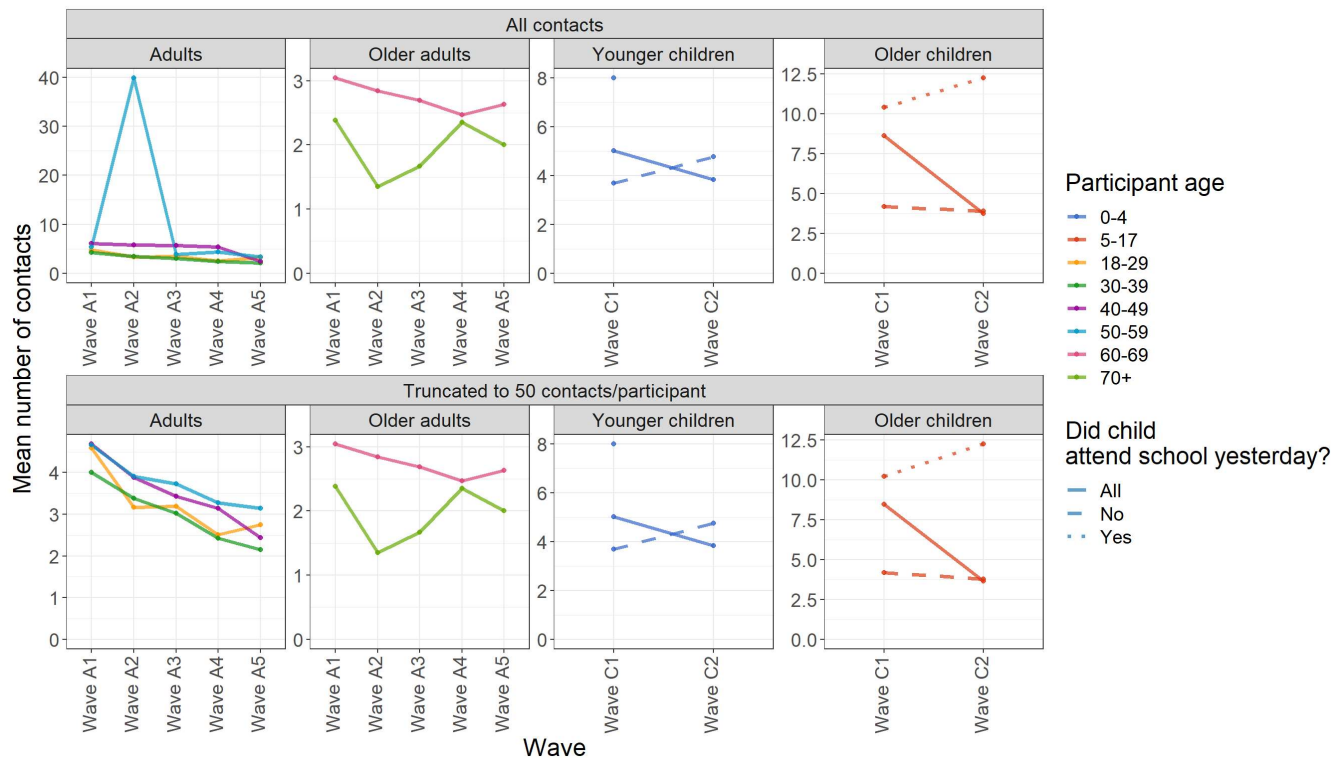 All contacts
Adults
Older adults
Younger children
Older children
40
30
20
10
0
3
2
1
0
8
6
4
2
0
12.5
10.0
7.5
5.0
2.5
0.0
Wave A1
Wave A2
Wave A3
Wave A4
Wave A5
Wave A1
Wave A2
Wave A3
Wave A4
Wave A5
Wave C1
Wave C2
Wave C1
Wave C2
Mean number of contacts
Truncated to 50 contacts/participant
Adults
Older adults
Younger children
Older children
4
3
2
1
0
3
2
1
0
8
6
4
2
0
12.5
10.0
7.5
5.0
2.5
0.0
Wave A1
Wave A2
Wave A3
Wave A4
Wave A5
Wave A1
Wave A2
Wave A3
Wave A4
Wave A5
Wave C1
Wave C2
Wave C1
Wave C2
Wave
Participant age
0-4
5-17
18-29
30-39
40-49
50-59
60-69
70+
Did child
attend school yesterday?
All
No
Yes